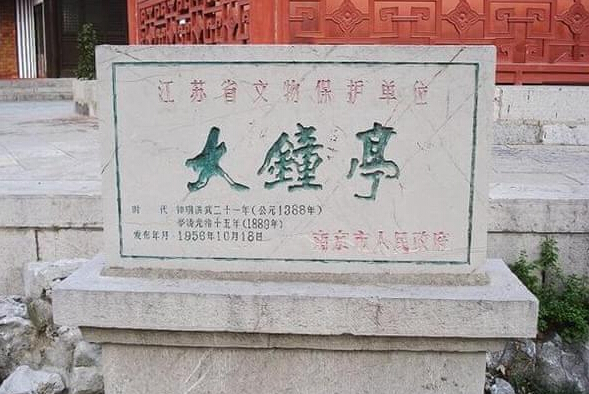 江苏省文物保护单位
大鐘亭
时 代 钟明洪武二十一年(公元1388年)
亭清光绪十五年(1889年)
发布年月 1956年10月18日
南京市人民政府